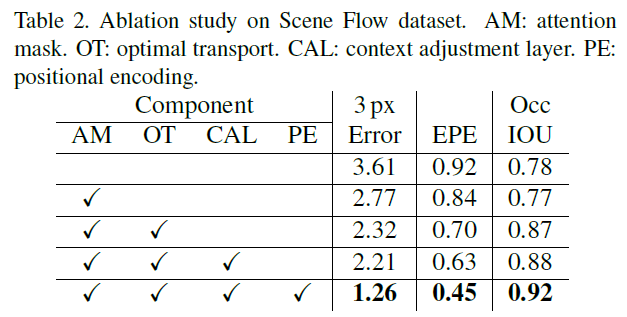 Table 2. Ablation study on Scene Flow dataset. AM: attention
mask. OT: optimal transport. CAL: context adjustment layer. PE:
positional encoding.
Component 3 px Occ
AM OT CAL PE Error EPE IOU
3.61 0.92 0.78
✓ 2.77 0.84 0.77
✓ ✓ 2.32 0.70 0.87
✓ ✓ ✓ 2.21 0.63 0.88
✓ ✓ ✓ ✓ 1.26 0.45 0.92